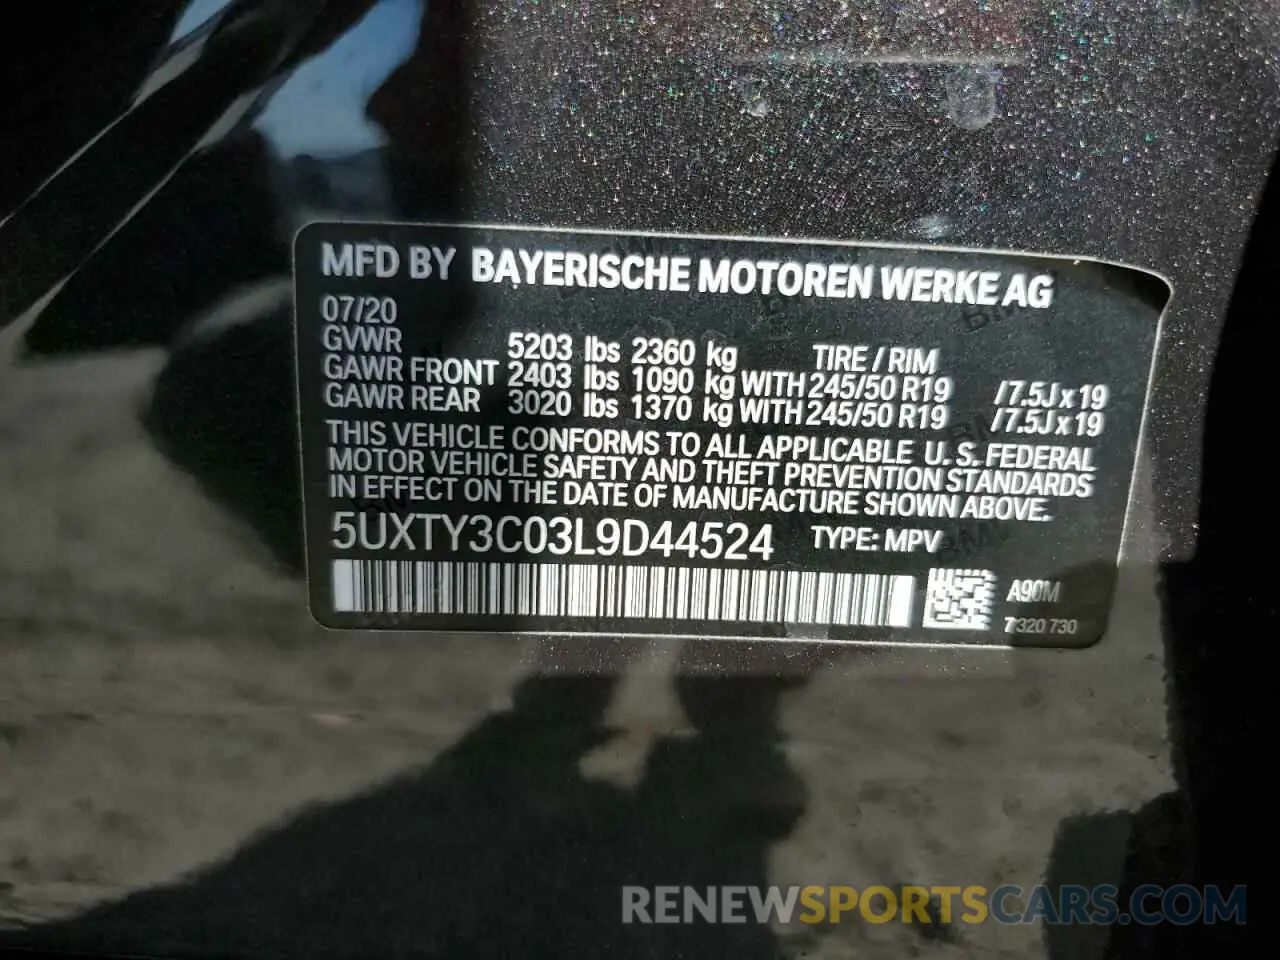 MFD BY BAYERISCHE MOTOREN WERKE AG
07/20
GVWR 5203 lbs 2360 kg TIRE / RIM
GAWR FRONT 2403 lbs 1090 kg WITH 245/50 R19 /7.5J x 19
GAWR REAR 3020 lbs 1370 kg WITH 245/50 R19 /7.5J x 19
THIS VEHICLE CONFORMS TO ALL APPLICABLE U. S. FEDERAL
MOTOR VEHICLE SAFETY AND THEFT PREVENTION STANDARDS
IN EFFECT ON THE DATE OF MANUFACTURE SHOWN ABOVE.
5UXTY3C03L9D44524 TYPE: MPV
A90M
7320 730
RENEWSPORTSCARS.COM